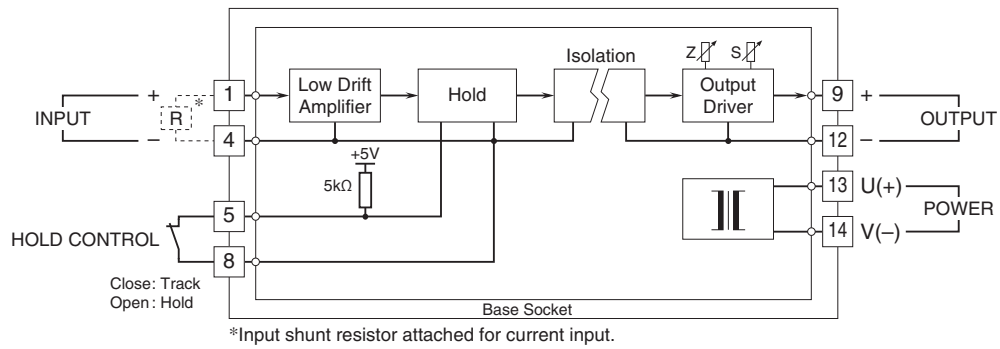 Isolation
Z
S
INPUT
+
–
R
*
1
4
Low Drift
Amplifier
Hold
Output
Driver
9
+
12
–
OUTPUT
+5V
5kΩ
13
U(+)
14
V(–)
POWER
HOLD CONTROL
5
8
Close: Track
Open : Hold
Base Socket
*Input shunt resistor attached for current input.